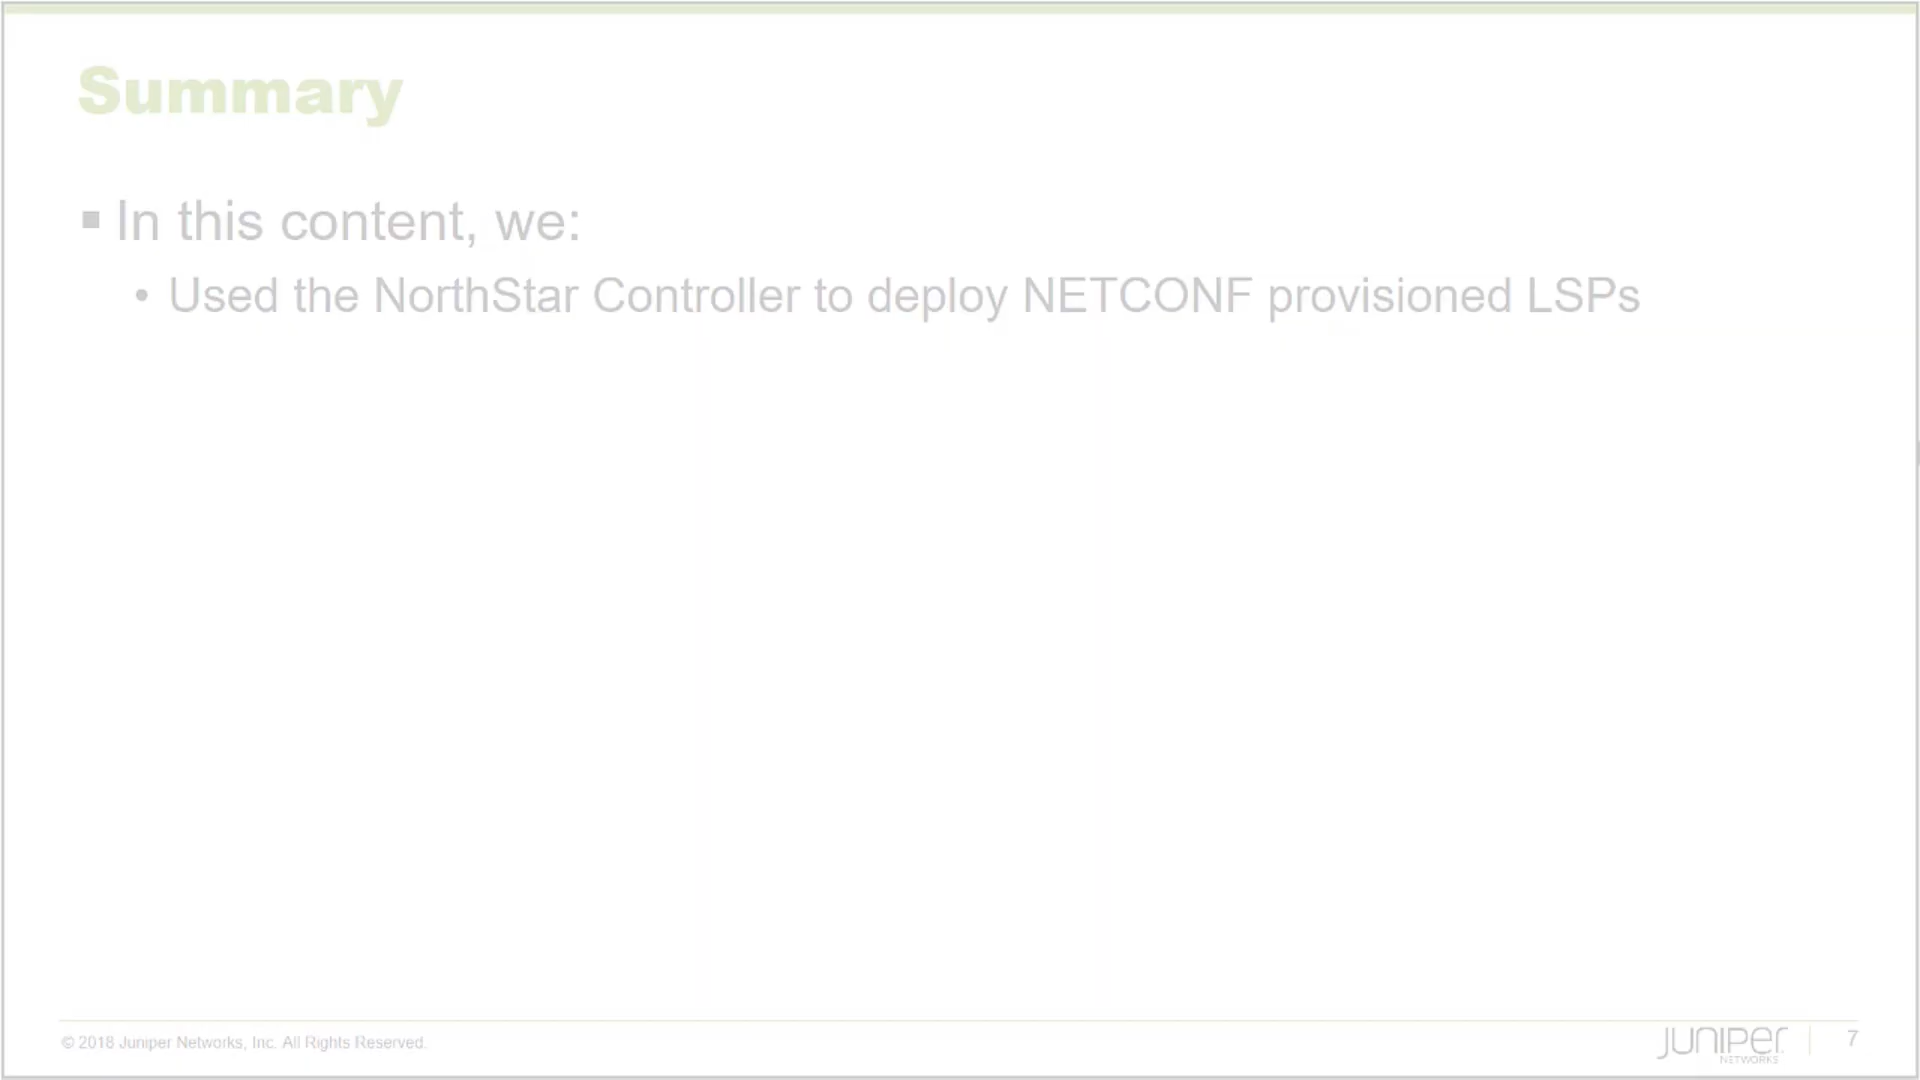 Summary
▪ In this content, we:
• Used the NorthStar Controller to deploy NETCONF provisioned LSPs
© 2018 Juniper Networks, Inc. All Rights Reserved.
JUNIPEr
NETWORKS
7